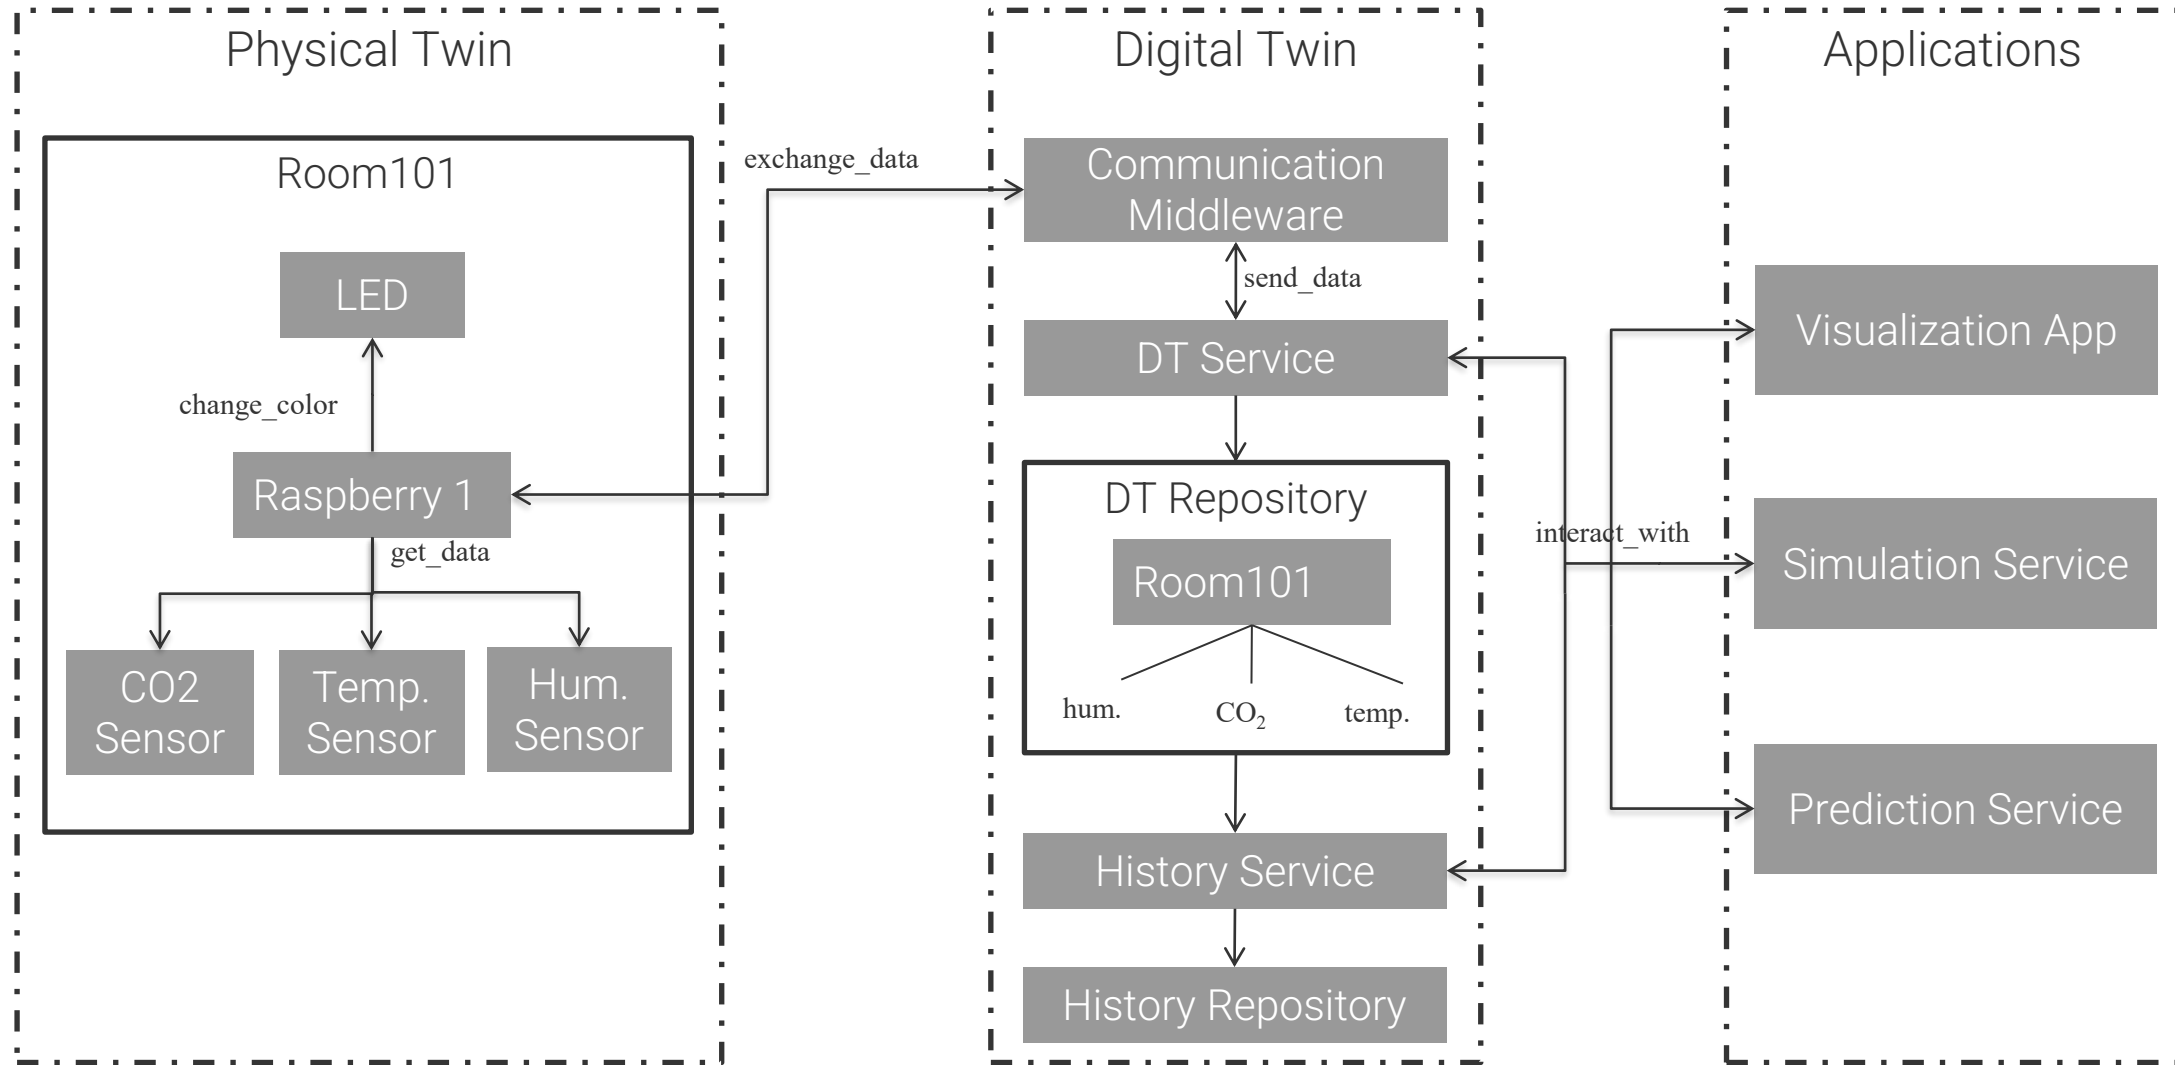 Physical Twin
Room101
LED
change_color
Raspberry 1
get_data
CO2
Sensor
Temp.
Sensor
Hum.
Sensor
exchange_data
Digital Twin
Communication
Middleware
send_data
DT Service
DT Repository
Room101
hum.
CO₂
temp.
History Service
History Repository
interact_with
Applications
Visualization App
Simulation Service
Prediction Service